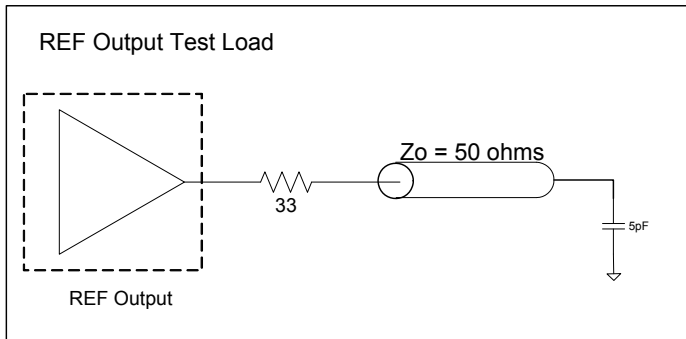 REF Output Test Load
Zo = 50 ohms
33
5pF
REF Output